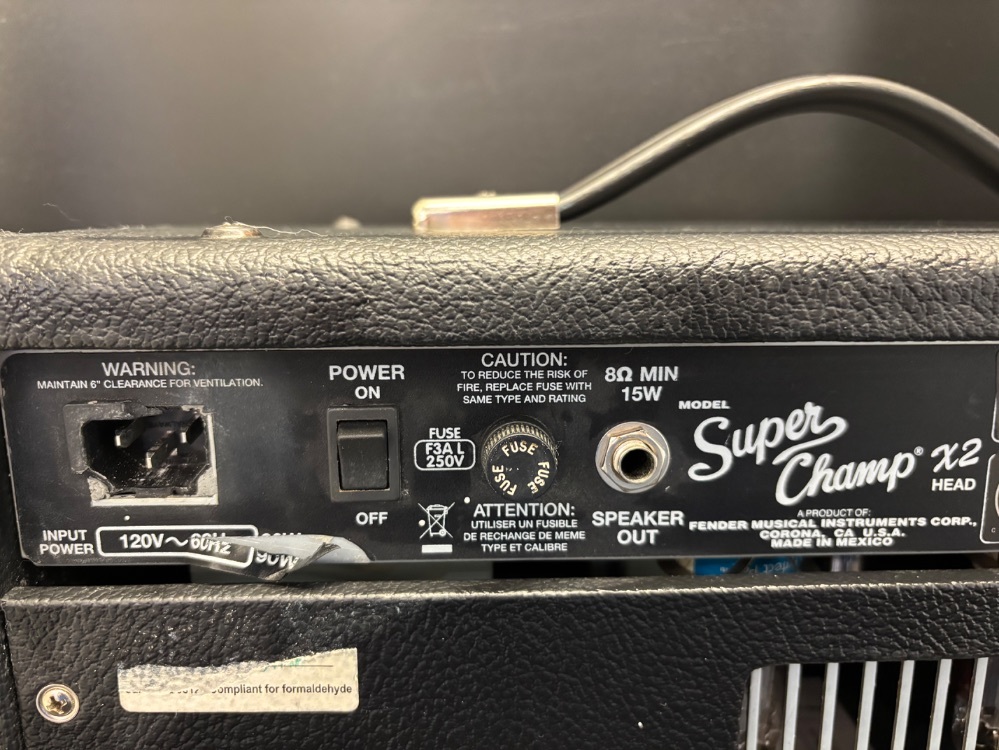 WARNING:
MAINTAIN 6" CLEARANCE FOR VENTILATION.
POWER
ON
OFF
CAUTION:
TO REDUCE THE RISK OF
FIRE, REPLACE FUSE WITH
SAME TYPE AND RATING
FUSE
F3A L
250V
FUSE
FUSE
FUSE
ATTENTION:
UTILISER UN FUSIBLE
DE RECHANGE DE MEME
TYPE ET CALIBRE
8Ω MIN
15W
SPEAKER
OUT
MODEL
Super
Champ® X2
HEAD
A PRODUCT OF:
FENDER MUSICAL INSTRUMENTS CORP.,
CORONA, CA U.S.A.
MADE IN MEXICO
INPUT
POWER
120V~60Hz
compliant for formaldehyde